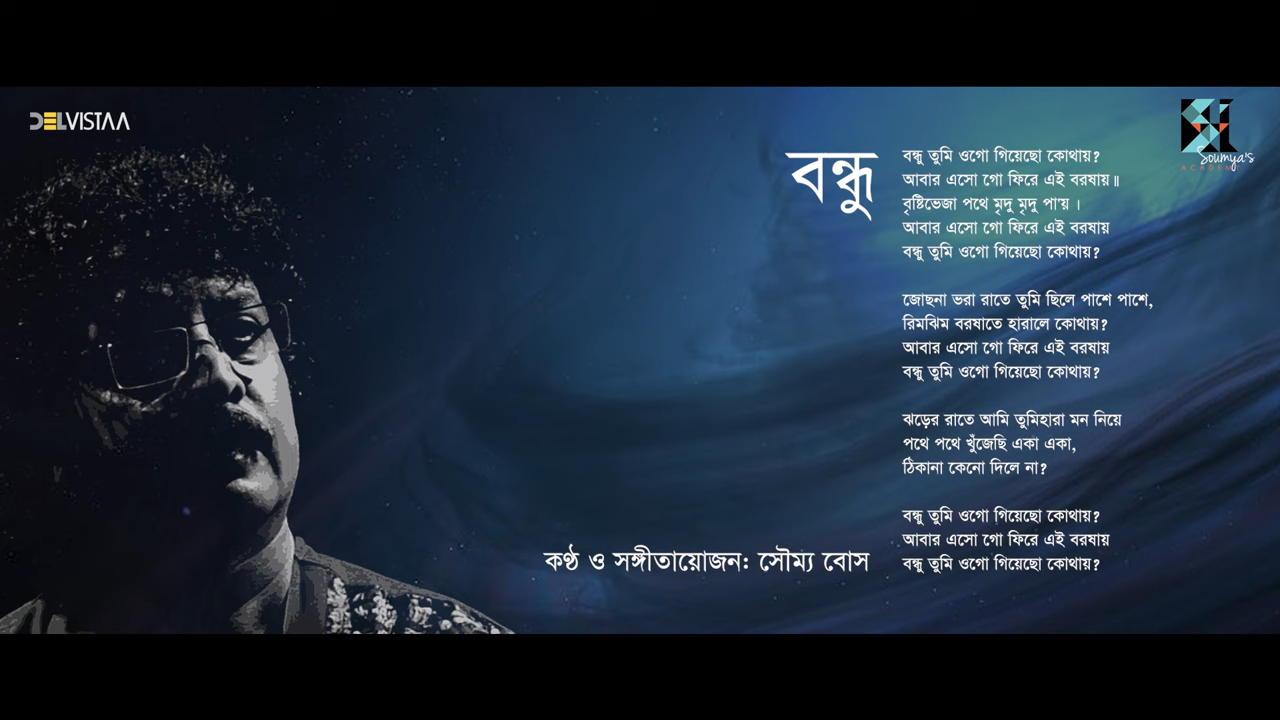 DELVISTAA
Soumya's
ACADEMY
বন্ধু
বন্ধু তুমি ওগো গিয়েছো কোথায়?
আবার এসো গো ফিরে এই বরষায়॥
বৃষ্টিভেজা পথে মৃদু মৃদু পা'য়।
আবার এসো গো ফিরে এই বরষায়
বন্ধু তুমি ওগো গিয়েছো কোথায়?
জোছনা ভরা রাতে তুমি ছিলে পাশে পাশে,
রিমঝিম বরষাতে হারালে কোথায়?
আবার এসো গো ফিরে এই বরষায়
বন্ধু তুমি ওগো গিয়েছো কোথায়?
ঝড়ের রাতে আমি তুমিহারা মন নিয়ে
পথে পথে খুঁজেছি একা একা,
ঠিকানা কেনো দিলে না?
বন্ধু তুমি ওগো গিয়েছো কোথায়?
আবার এসো গো ফিরে এই বরষায়
বন্ধু তুমি ওগো গিয়েছো কোথায়?
কণ্ঠ ও সঙ্গীতায়োজন: সৌম্য বোস